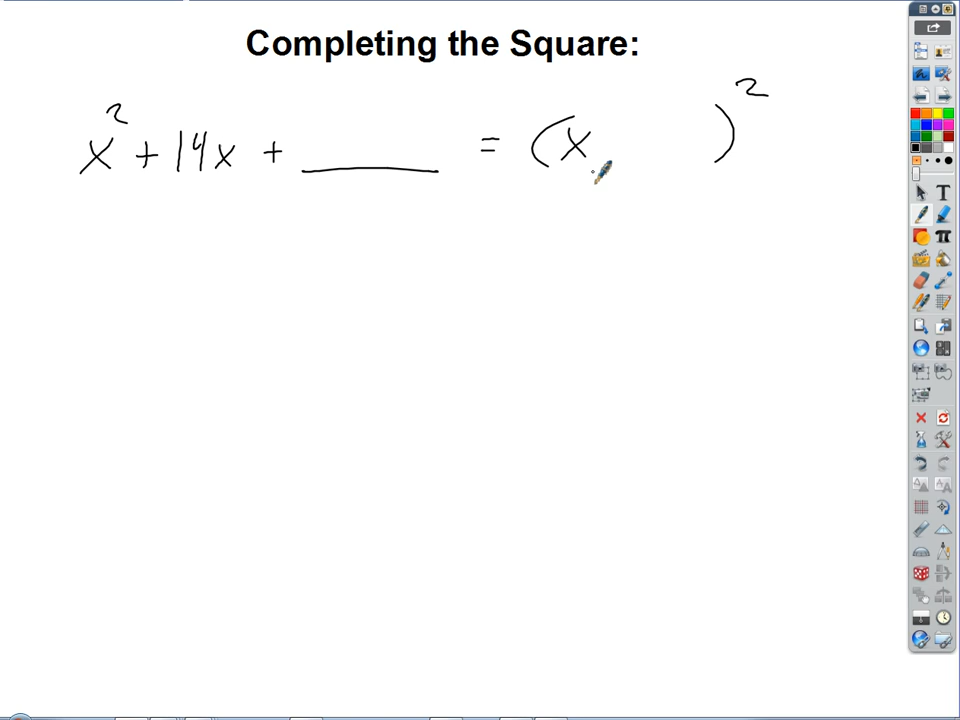 Completing the Square:
x² + 14x + ______ = (x      )²